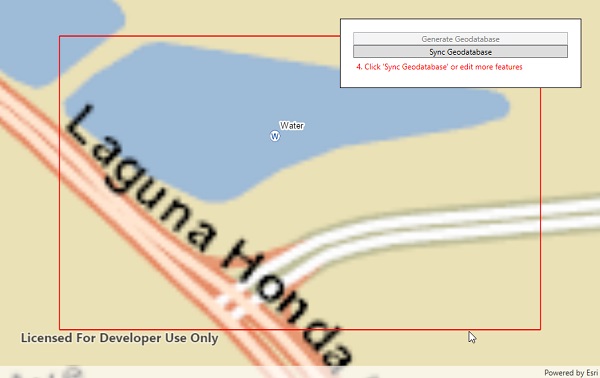 Generate Geodatabase
Sync Geodatabase
4. Click 'Sync Geodatabase' or edit more features
Water
W
Laguna Honda
Licensed For Developer Use Only
Powered by Esri